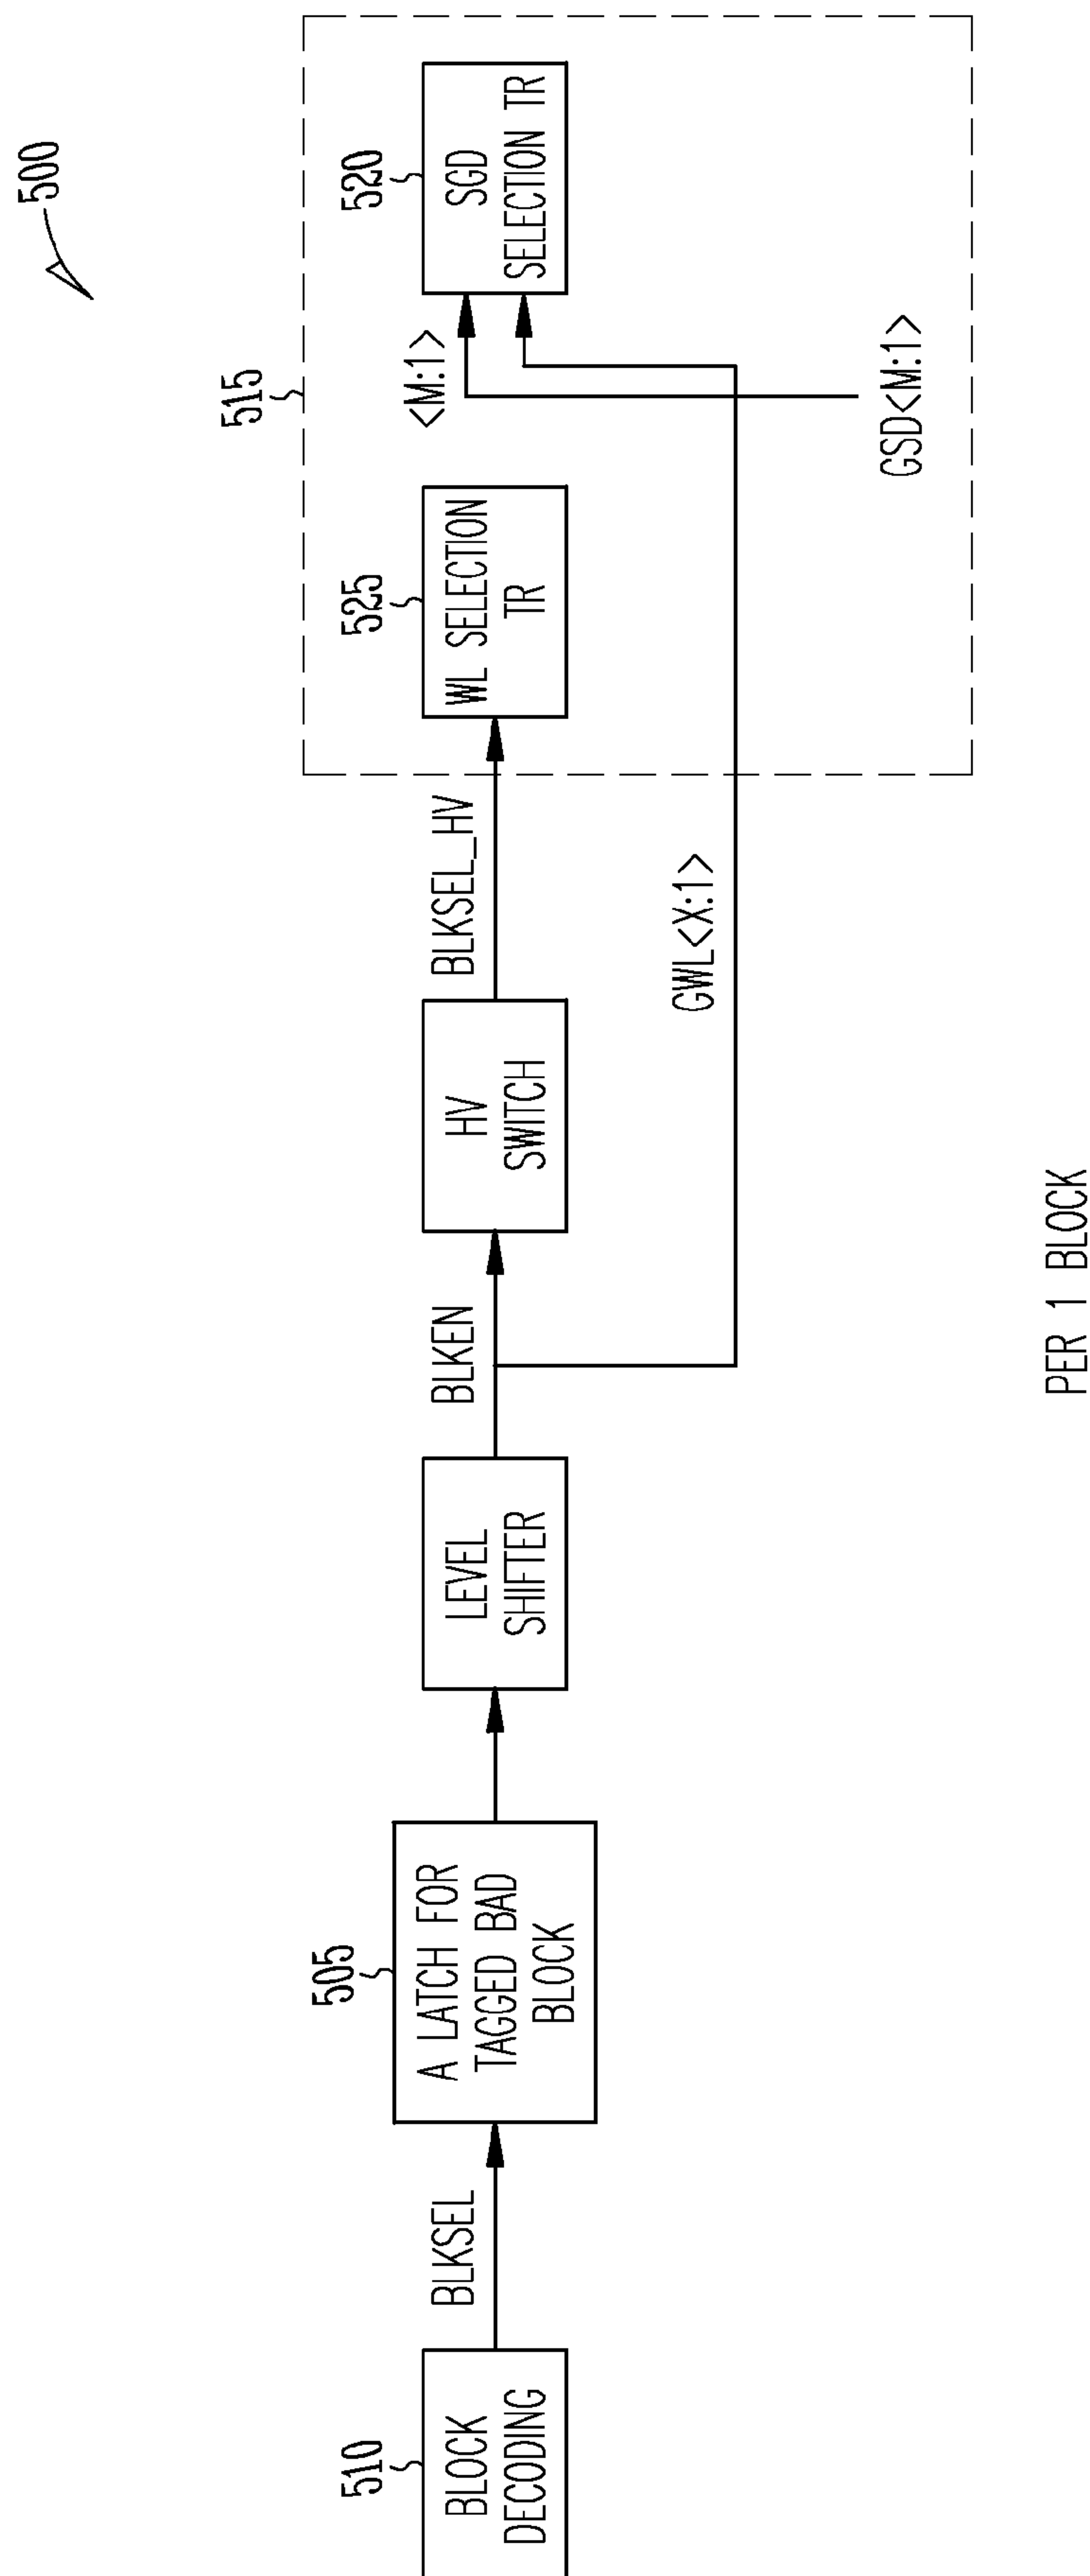 500
510
BLOCK
DECODING
BLKSEL
505
A LATCH FOR
TAGGED BAD
BLOCK
LEVEL
SHIFTER
BLKEN
HV
SWITCH
BLKSEL_HV
GWL<X:1>
515
525
WL SELECTION
TR
<M:1>
520
SGD
SELECTION TR
GSD<M:1>
PER 1 BLOCK